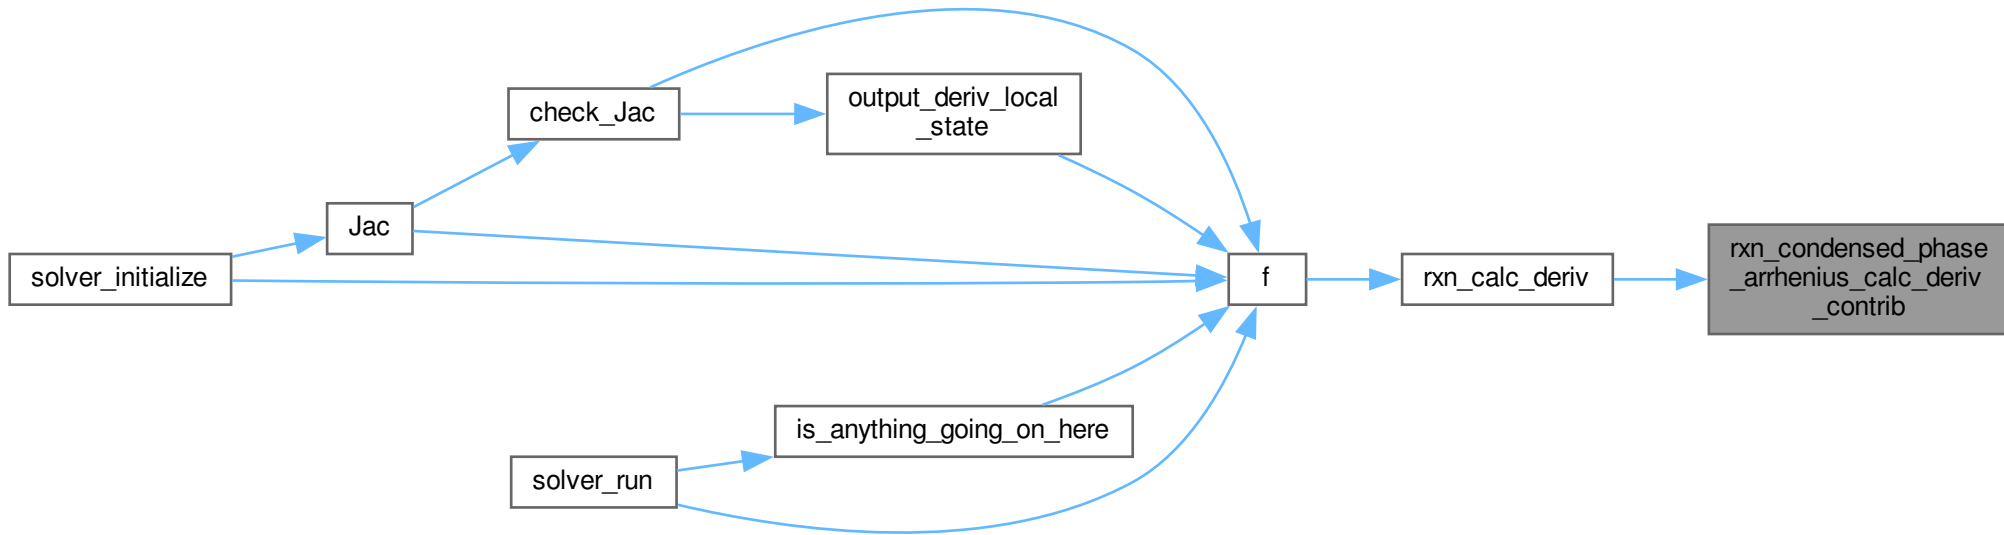 check_Jac
output_deriv_local
_state
Jac
solver_initialize
f
rxn_calc_deriv
rxn_condensed_phase
_arrhenius_calc_deriv
_contrib
is_anything_going_on_here
solver_run